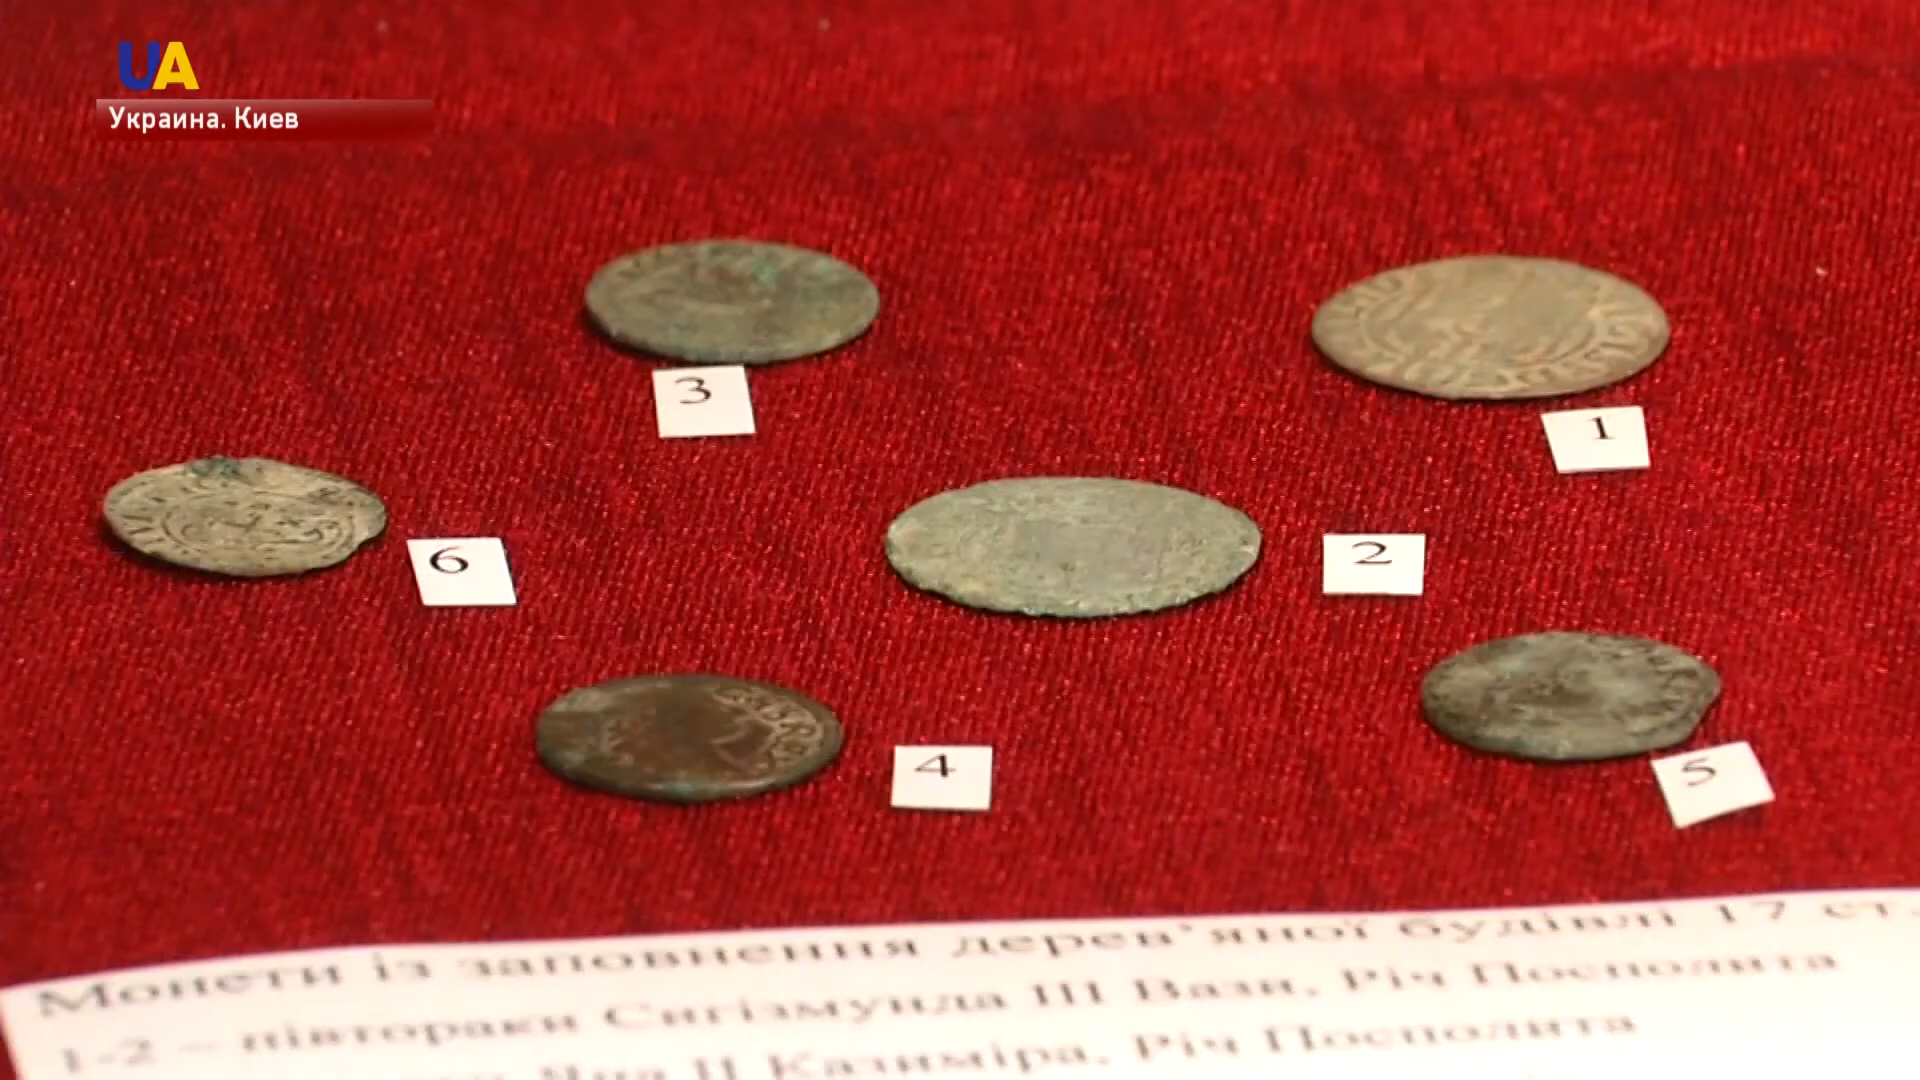 UA
Украина. Киев
3
1
6
2
4
5
Монети із заповнення дерев'яної будівлі 17 ст.
1-2 – півтораки Сигізмунда III Вази, Річ Посполита
Яна II Казиміра, Річ Посполита